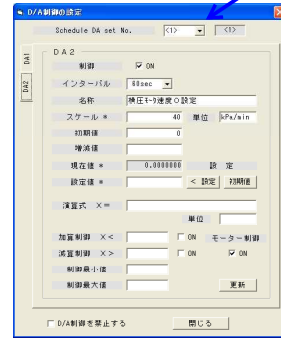 D/A制御の設定
Schedule DA set No. <1> <1>
DA1
DA2
DA2
制御 ON
インターバル 60sec
名称 横圧ﾓｰﾀ速度０設定
スケール * 40 単位 kPa/min
初期値 0
増減値
現在値 * 0.0000000 設 定
設定値 * < 設定 初期値
演算式 X＝
単位
加算制御 X< ON モーター制御
減算制御 X> ON ON
制御最小値
制御最大値 更新
D/A制御を禁止する 閉じる